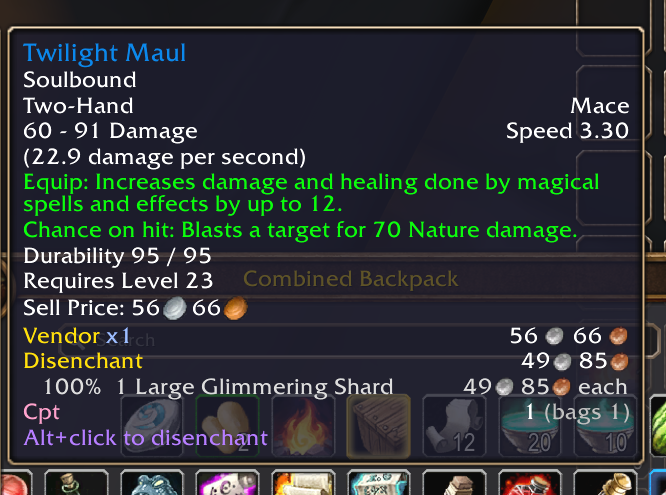 Twilight Maul
Soulbound
Two-Hand Mace
60 - 91 Damage Speed 3.30
(22.9 damage per second)
Equip: Increases damage and healing done by magical
spells and effects by up to 12.
Chance on hit: Blasts a target for 70 Nature damage.
Durability 95 / 95
Requires Level 23
Combined Backpack
Sell Price: 56 66
Vendor x1 56 66
Search
Disenchant 49 85
100% 1 Large Glimmering Shard 49 85 each
Cpt 1 (bags 1)
Alt+click to disenchant
2 12 20 10